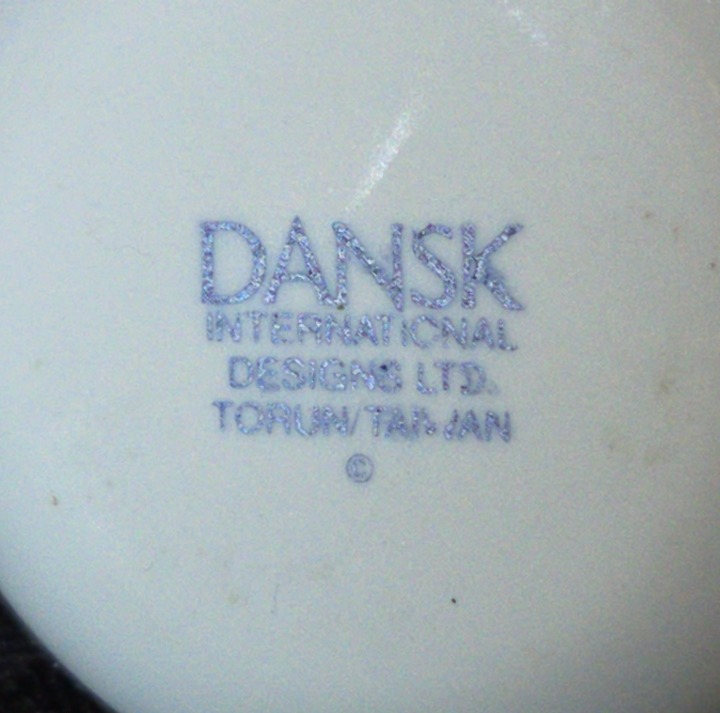 DANSK
INTERNATIONAL
DESIGNS LTD.
TORUN/TAIWAN
©